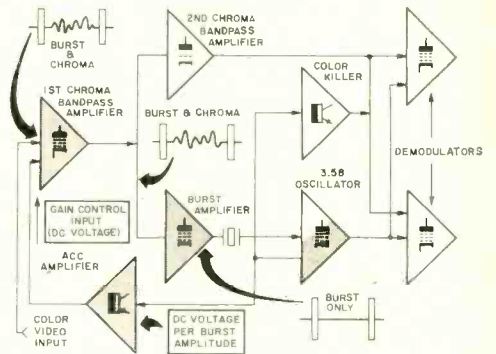 BURST
&
CHROMA
2ND CHROMA
BANDPASS
AMPLIFIER
1ST CHROMA
BANDPASS
AMPLIFIER
COLOR
KILLER
BURST & CHROMA
DEMODULATORS
GAIN CONTROL
INPUT
(DC VOLTAGE)
BURST
AMPLIFIER
3.58
OSCILLATOR
ACC
AMPLIFIER
COLOR
VIDEO
INPUT
DC VOLTAGE
PER BURST
AMPLITUDE
BURST
ONLY